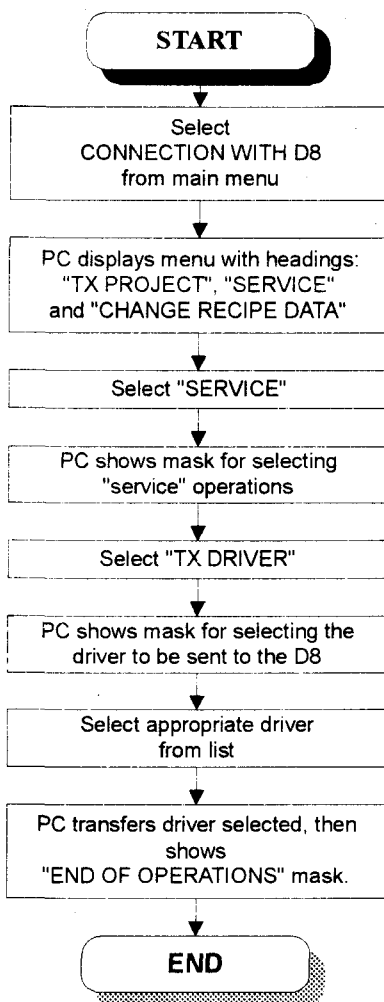 START
Select
CONNECTION WITH D8
from main menu
PC displays menu with headings:
"TX PROJECT", "SERVICE"
and "CHANGE RECIPE DATA"
Select "SERVICE"
PC shows mask for selecting
"service" operations
Select "TX DRIVER"
PC shows mask for selecting the
driver to be sent to the D8
Select appropriate driver
from list
PC transfers driver selected, then
shows
"END OF OPERATIONS" mask.
END